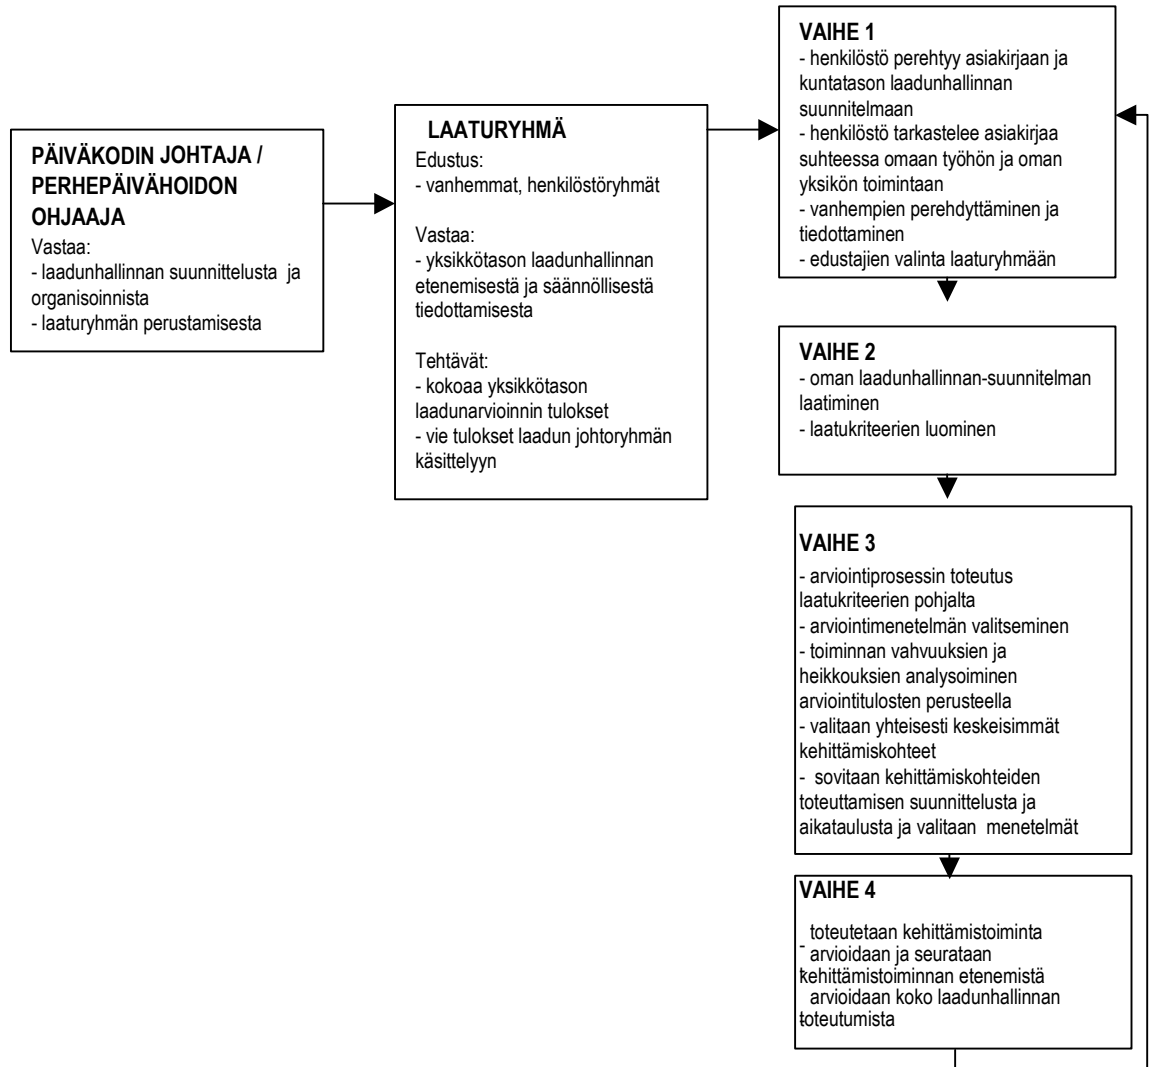 PÄIVÄKODIN JOHTAJA /
PERHEPÄIVÄHOIDON
OHJAAJA
Vastaa:
- laadunhallinnan suunnittelusta ja
organisoinnista
- laaturyhmän perustamisesta
LAATURYHMÄ
Edustus:
- vanhemmat, henkilöstöryhmät
Vastaa:
- yksikkötason laadunhallinnan
etenemisestä ja säännöllisestä
tiedottamisesta
Tehtävät:
- kokoaa yksikkötason
laadunarvioinnin tulokset
- vie tulokset laadun johtoryhmän
käsittelyyn
VAIHE 1
- henkilöstö perehtyy asiakirjaan ja
kuntatason laadunhallinnan
suunnitelmaan
- henkilöstö tarkastelee asiakirjaa
suhteessa omaan työhön ja oman
yksikön toimintaan
- vanhempien perehdyttäminen ja
tiedottaminen
- edustajien valinta laaturyhmään
VAIHE 2
- oman laadunhallinnan-suunnitelman
laatiminen
- laatukriteerien luominen
VAIHE 3
- arviointiprosessin toteutus
laatukriteerien pohjalta
- arviointimenetelmän valitseminen
- toiminnan vahvuuksien ja
heikkouksien analysoiminen
arviointitulosten perusteella
- valitaan yhteisesti keskeisimmät
kehittämiskohteet
- sovitaan kehittämiskohteiden
toteuttamisen suunnittelusta ja
aikataulusta ja valitaan menetelmät
VAIHE 4
- toteutetaan kehittämistoiminta
- arvioidaan ja seurataan
kehittämistoiminnan etenemistä
- arvioidaan koko laadunhallinnan
toteutumista